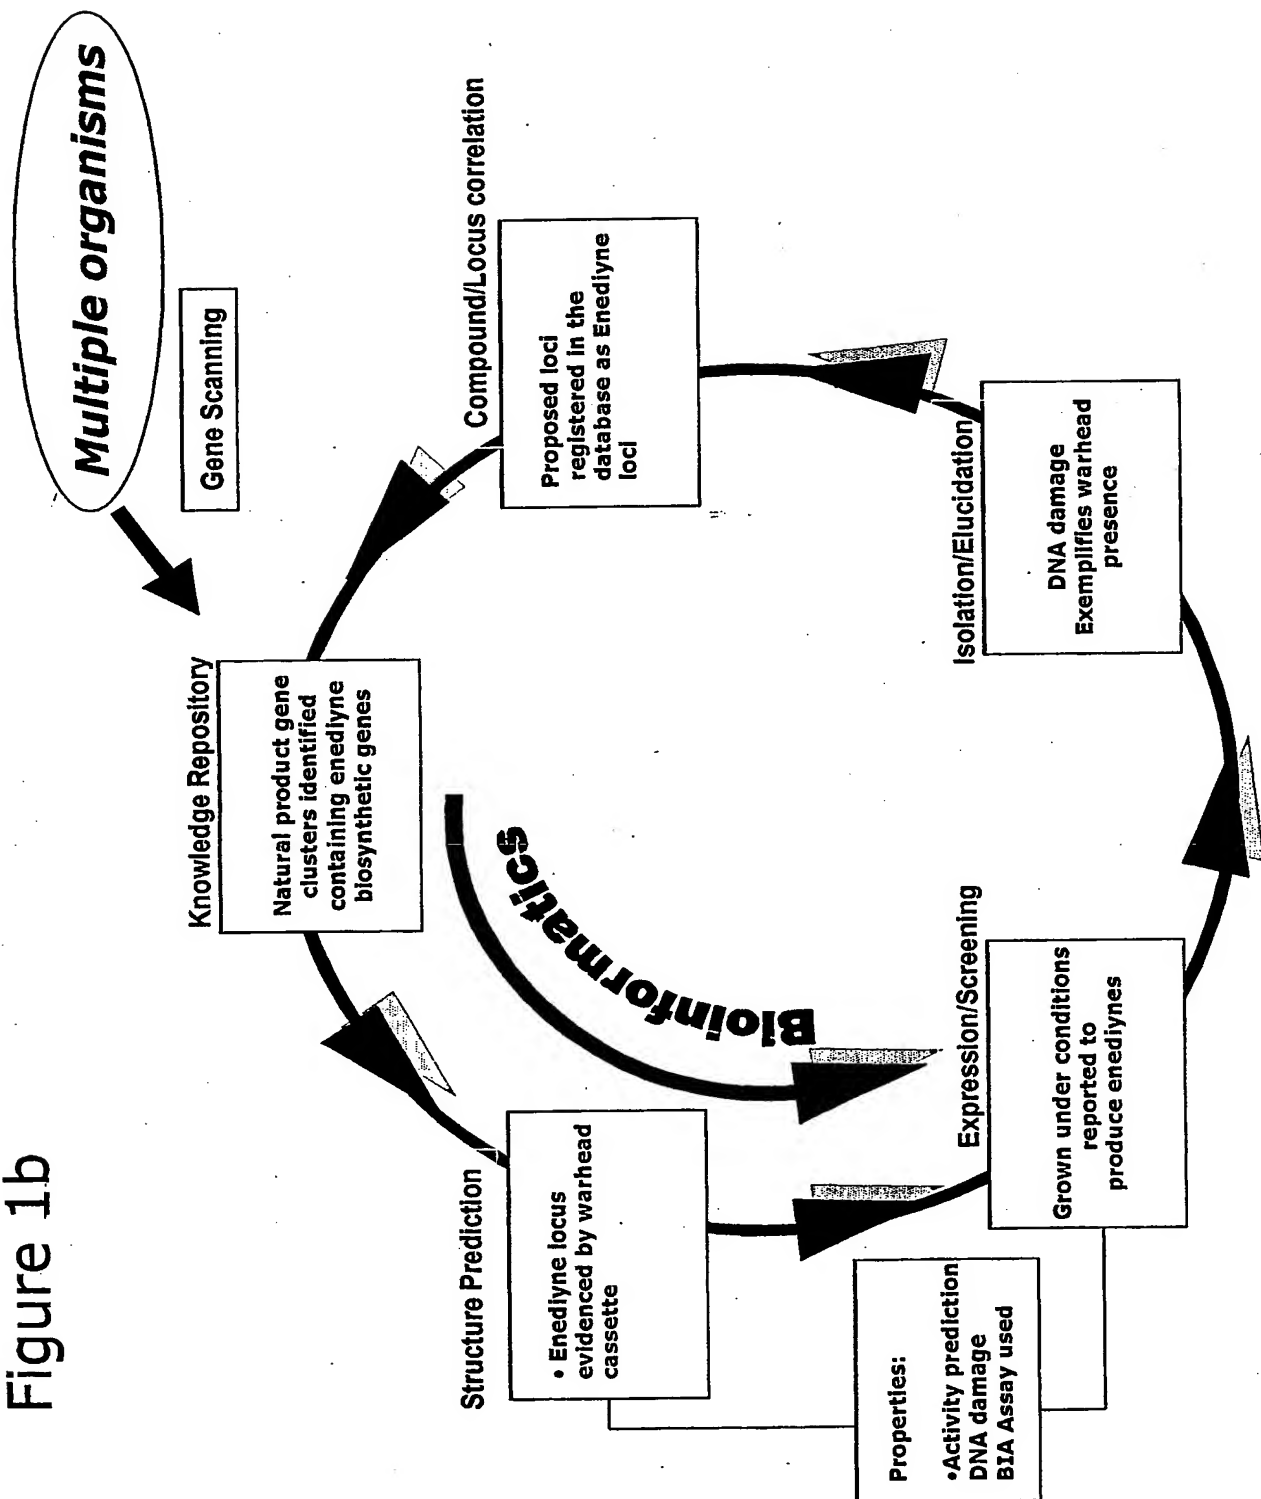 Figure 1b
Multiple organisms
Gene Scanning
Knowledge Repository
Natural product gene
clusters identified
containing enediyne
biosynthetic genes
Structure Prediction
• Enediyne locus
evidenced by warhead
cassette
Bioinformatics
Properties:
•Activity prediction
DNA damage
BIA Assay used
Expression/Screening
Grown under conditions
reported to
produce enediynes
Isolation/Elucidation
DNA damage
Exemplifies warhead
presence
Compound/Locus correlation
Proposed loci
registered in the
database as Enediyne
loci